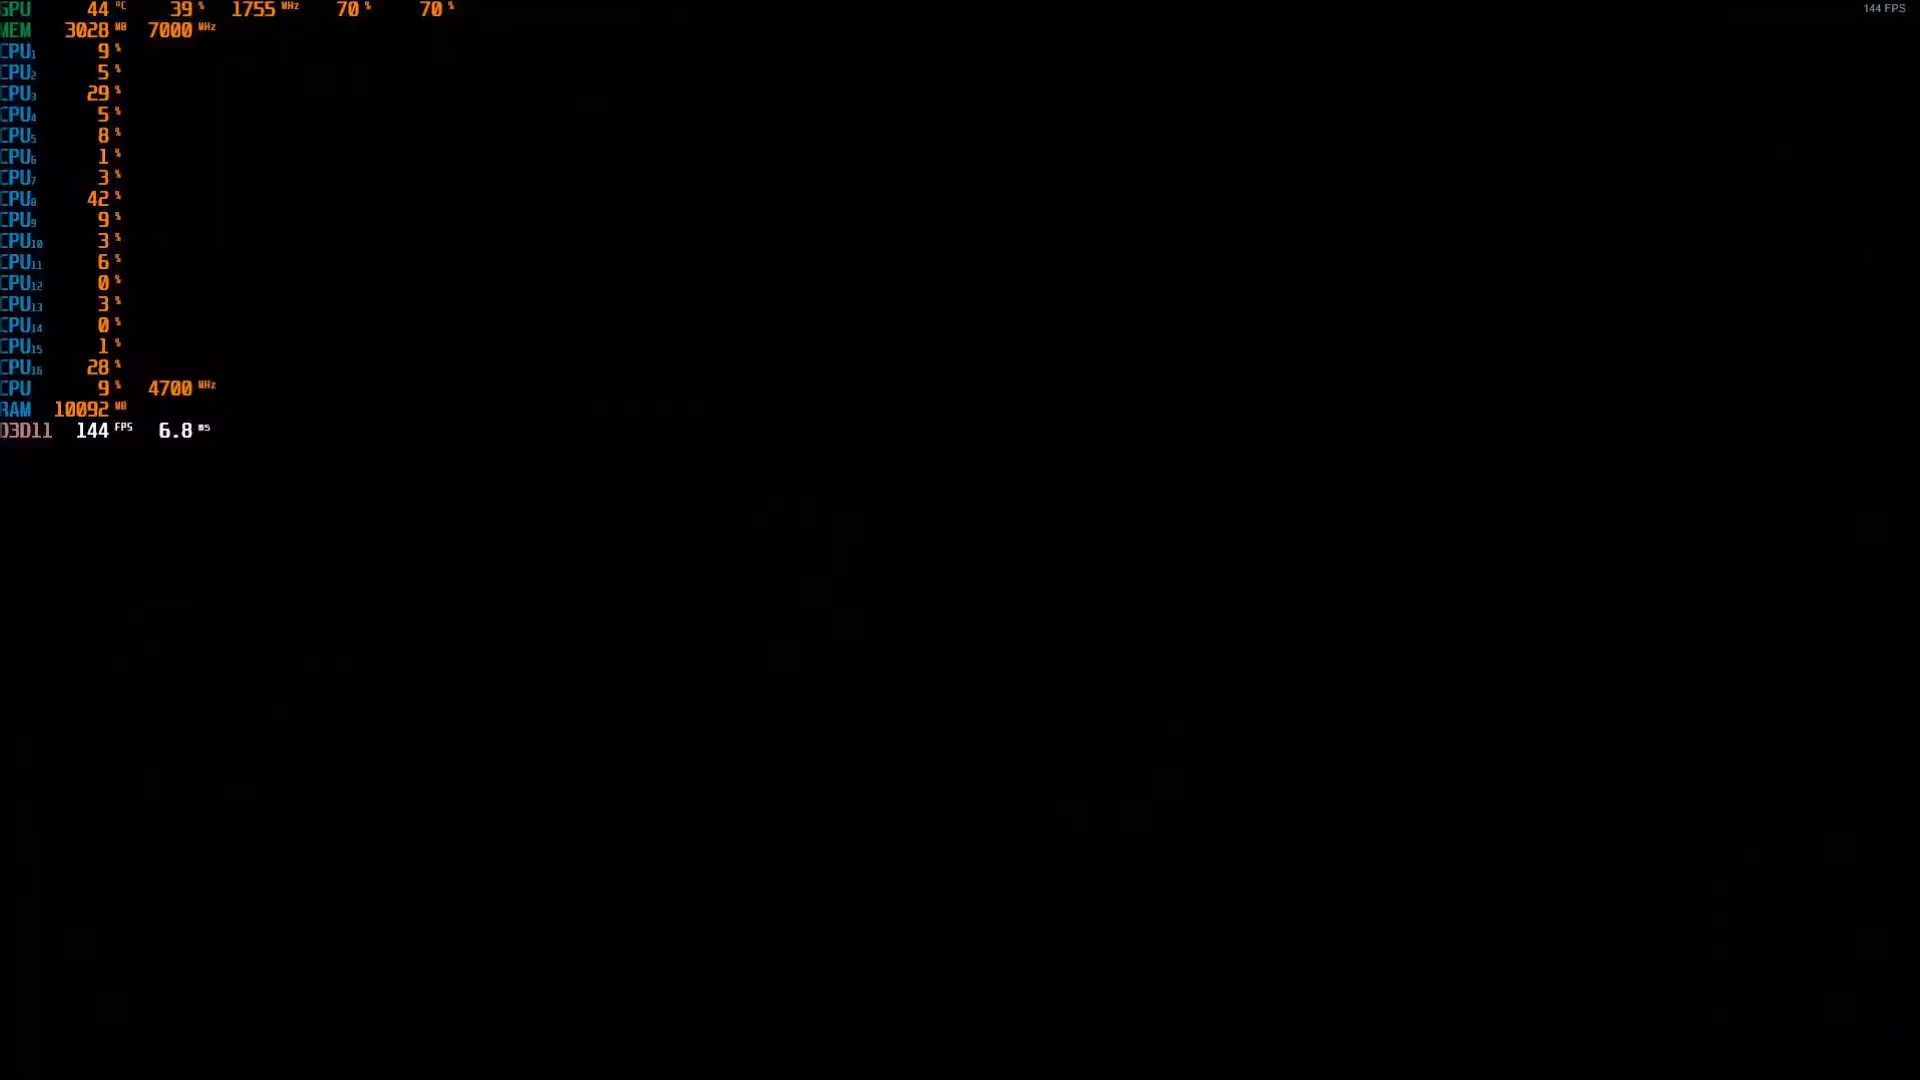 GPU 44 °C 39 % 1755 MHz 70 % 70 %
144 FPS
MEM 3028 MB 7000 MHz
CPU1 9 %
CPU2 5 %
CPU3 29 %
CPU4 5 %
CPU5 8 %
CPU6 1 %
CPU7 3 %
CPU8 42 %
CPU9 9 %
CPU10 3 %
CPU11 6 %
CPU12 0 %
CPU13 3 %
CPU14 0 %
CPU15 1 %
CPU16 28 %
CPU 9 % 4700 MHz
RAM 10092 MB
D3D11 144 FPS 6.8 ms